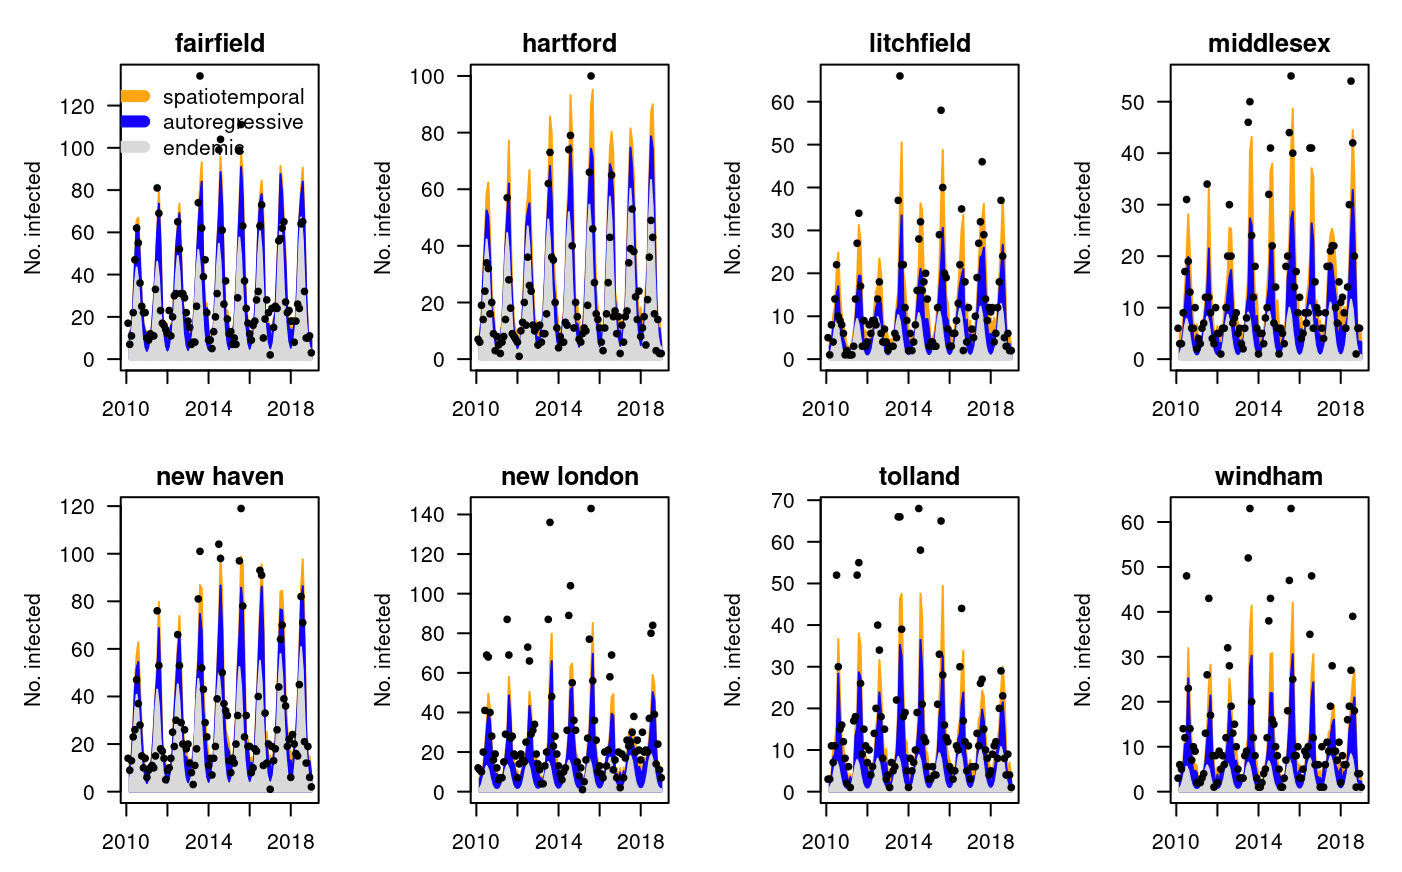 fairfield
No. infected
120
100
80
60
40
20
0
2010 2014 2018
spatiotemporal
autoregressive
endemic
hartford
No. infected
100
80
60
40
20
0
2010 2014 2018
litchfield
No. infected
60
50
40
30
20
10
0
2010 2014 2018
middlesex
No. infected
50
40
30
20
10
0
2010 2014 2018
new haven
No. infected
120
100
80
60
40
20
0
2010 2014 2018
new london
No. infected
140
120
100
80
60
40
20
0
2010 2014 2018
tolland
No. infected
70
60
50
40
30
20
10
0
2010 2014 2018
windham
No. infected
60
50
40
30
20
10
0
2010 2014 2018